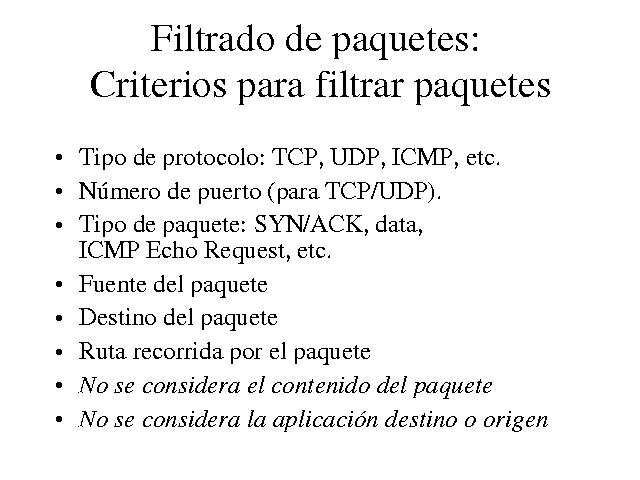 Filtrado de paquetes:
Criterios para filtrar paquetes
• Tipo de protocolo: TCP, UDP, ICMP, etc.
• Número de puerto (para TCP/UDP).
• Tipo de paquete: SYN/ACK, data,
ICMP Echo Request, etc.
• Fuente del paquete
• Destino del paquete
• Ruta recorrida por el paquete
• No se considera el contenido del paquete
• No se considera la aplicación destino o origen